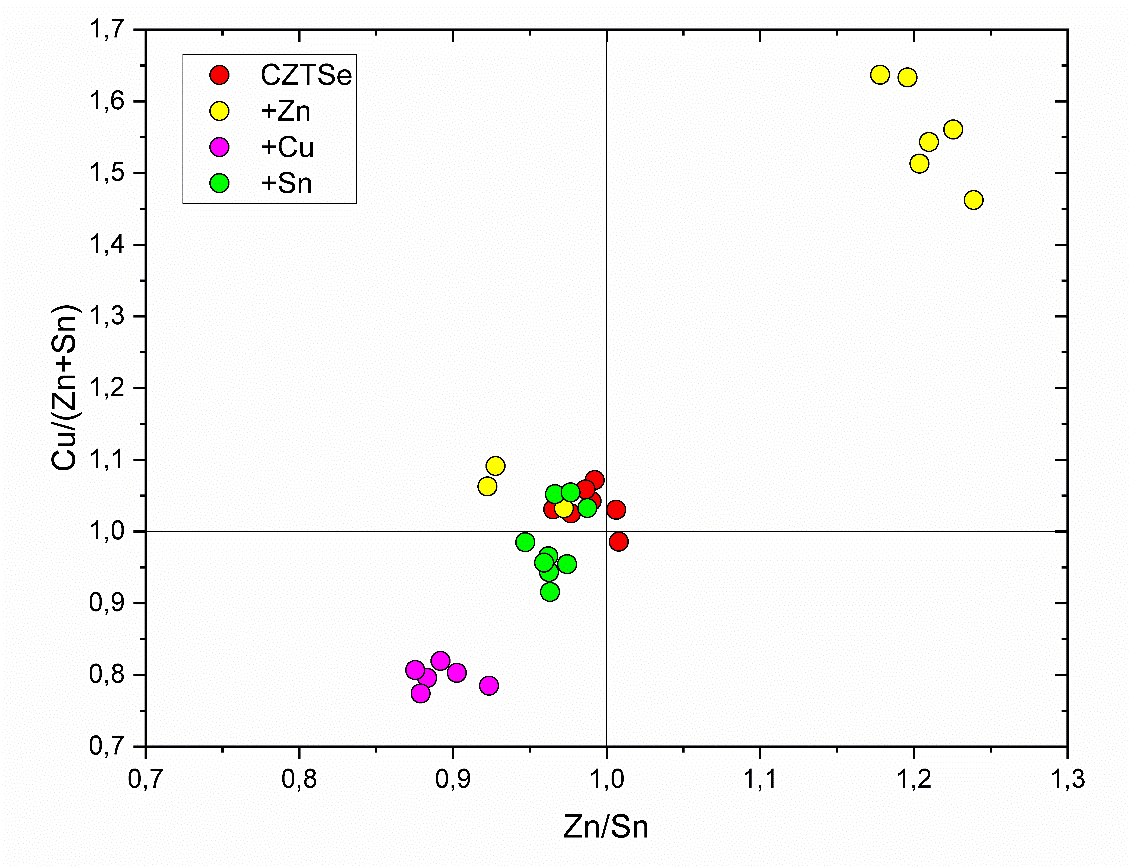 1,7
1,6
1,5
1,4
1,3
1,2
1,1
1,0
0,9
0,8
0,7
Cu/(Zn+Sn)
CZTSe
+Zn
+Cu
+Sn
0,7 0,8 0,9 1,0 1,1 1,2 1,3
Zn/Sn